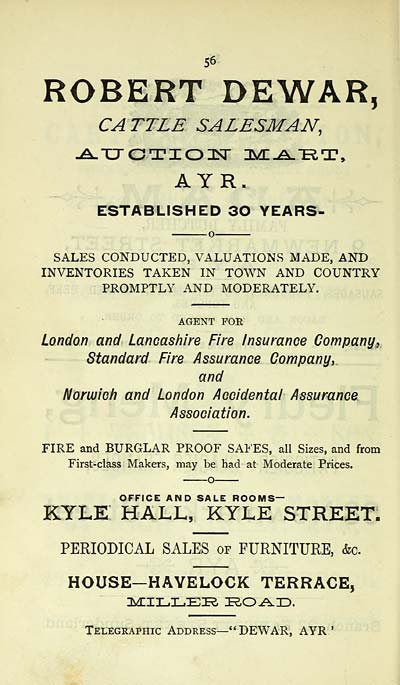 56
ROBERT DEWAR,
CATTLE SALESMAN,
AUCTION MART,
AYR.
ESTABLISHED 30 YEARS-
SALES CONDUCTED, VALUATIONS MADE, AND
INVENTORIES TAKEN IN TOWN AND COUNTRY
PROMPTLY AND MODERATELY.
AGENT FOR
London and Lancashire Fire Insurance Company,
Standard Fire Assurance Company,
and
Norwich and London Accidental Assurance
Association.
FIRE and BURGLAR PROOF SAFES, all Sizes, and from
First-class Makers, may be had at Moderate Prices.
OFFICE AND SALE ROOMS—
KYLE HALL, KYLE STREET.
PERIODICAL SALES OF FURNITURE, &c.
HOUSE—HAVELOCK TERRACE,
MILLER ROAD.
TELEGRAPHIC ADDRESS—"DEWAR, AYR'